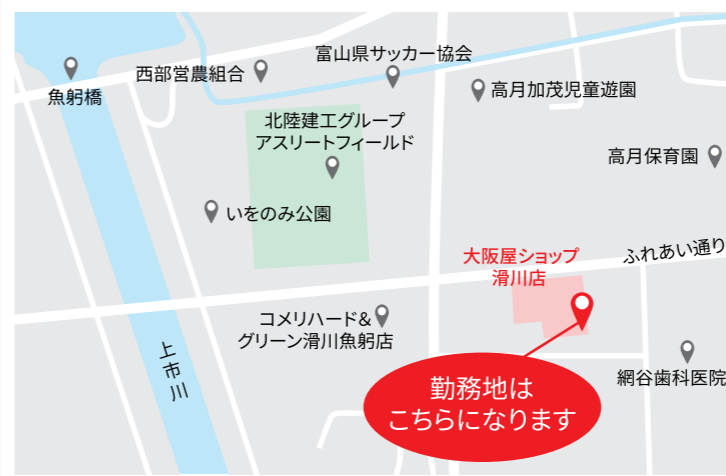 富山県サッカー協会
西部営農組合
魚躬橋
高月加茂児童遊園
北陸建工グループ
アスリートフィールド
高月保育園
いをのみ公園
ふれあい通り
大阪屋ショップ
滑川店
コメリハード&
グリーン滑川魚躬店
上市川
網谷歯科医院
勤務地は
こちらになります